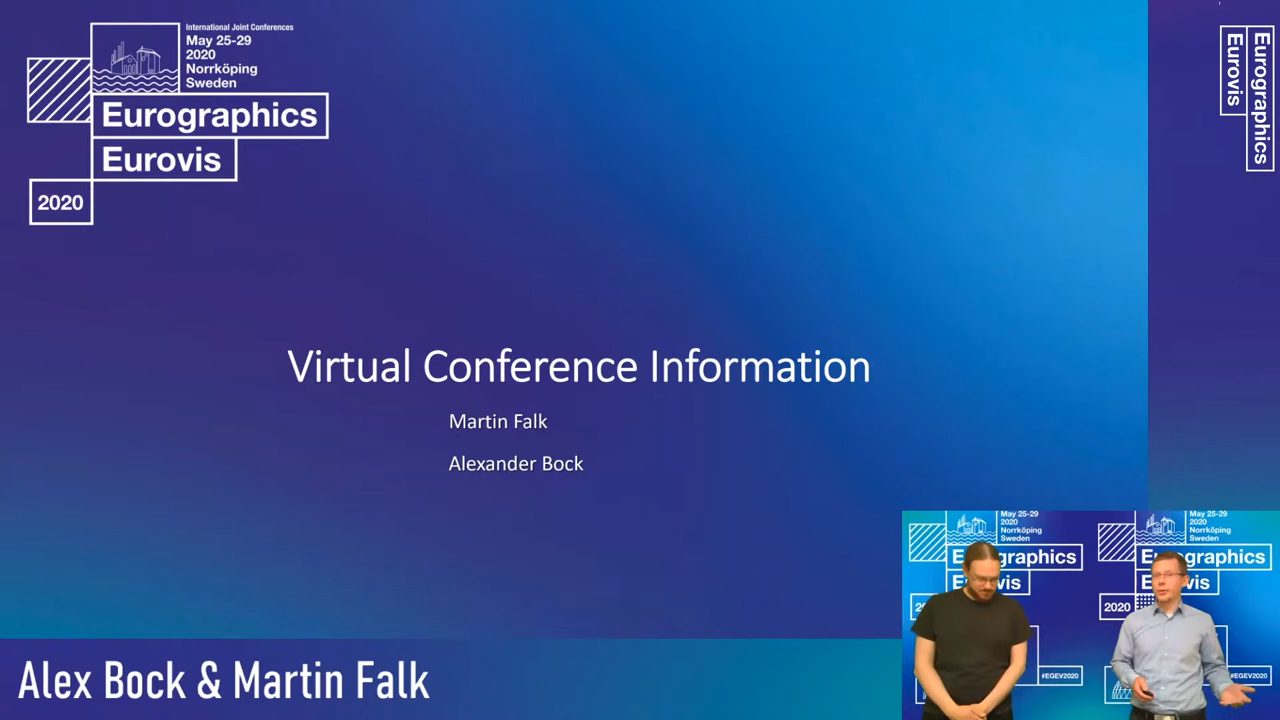 International Joint Conferences
May 25-29
2020
Norrköping
Sweden
Eurographics
Eurovis
2020
Eurographics
Eurovis
Virtual Conference Information
Martin Falk
Alexander Bock
Alex Bock & Martin Falk
May 25-29
2020
Norrköping
Sweden
Eurographics
Eurovis
#EGEV2020
May 25-29
2020
Norrköping
Sweden
Eurographics
Eurovis
2020
#EGEV2020